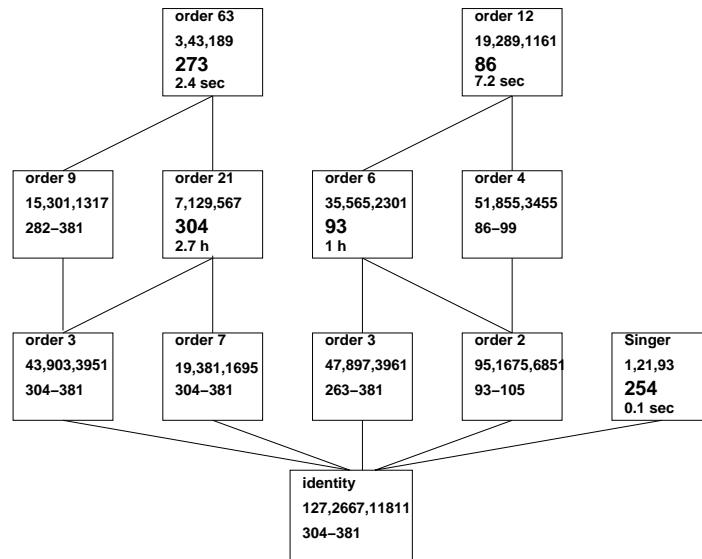 order 63
3,43,189
273
2.4 sec
order 12
19,289,1161
86
7.2 sec
order 9
15,301,1317
282–381
order 21
7,129,567
304
2.7 h
order 6
35,565,2301
93
1 h
order 4
51,855,3455
86–99
order 3
43,903,3951
304–381
order 7
19,381,1695
304–381
order 3
47,897,3961
263–381
order 2
95,1675,6851
93–105
Singer
1,21,93
254
0.1 sec
identity
127,2667,11811
304–381